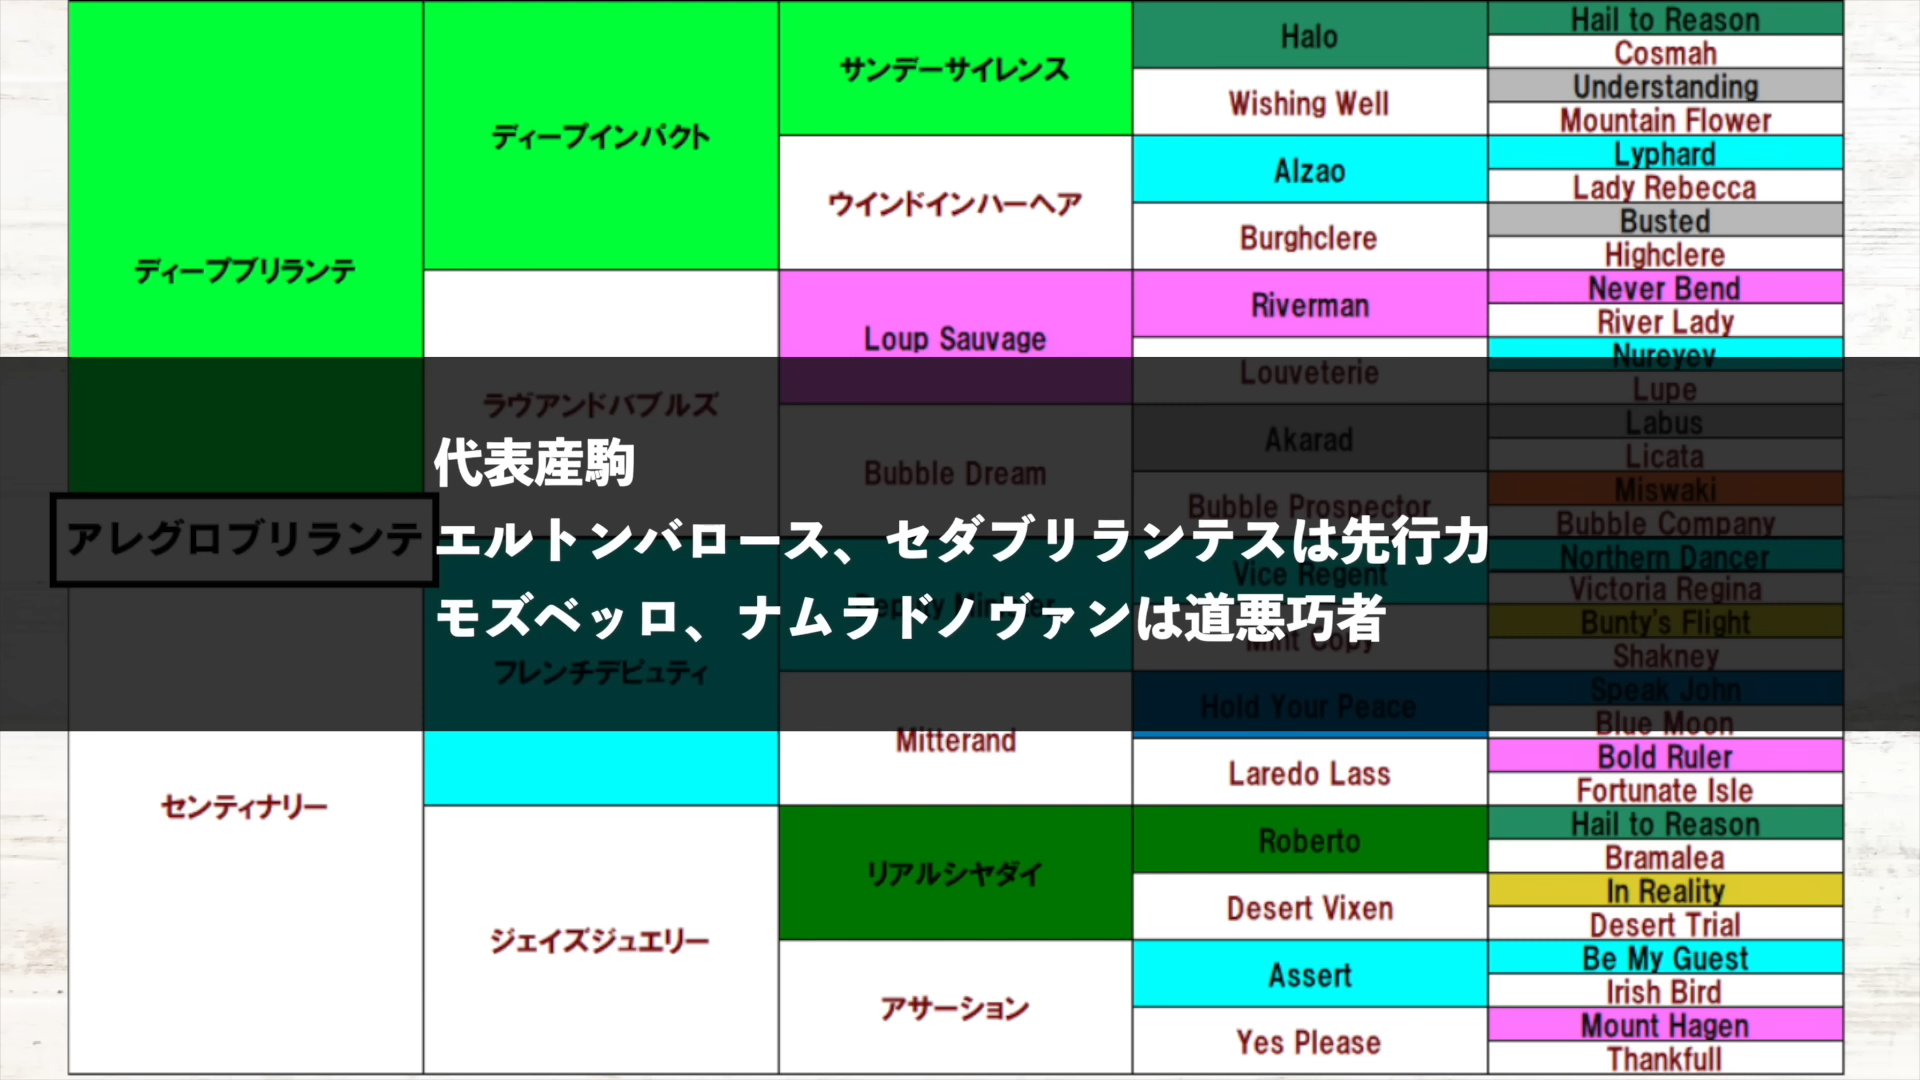 ディープブリランテ
アレグロブリランテ
センティナリー
ディープインパクト
ラヴアンドバブルズ
フレンチデピュティ
ジェイズジュエリー
サンデーサイレンス
ウインドインハーヘア
Loup Sauvage
Bubble Dream
Mitterand
リアルシヤダイ
アサーション
Halo
Wishing Well
Alzao
Burghclere
Riverman
Louveterie
Akarad
Bubble Prospector
Vice Regent
Mint Copy
Hold Your Peace
Laredo Lass
Roberto
Desert Vixen
Assert
Yes Please
Hail to Reason
Cosmah
Understanding
Mountain Flower
Lyphard
Lady Rebecca
Busted
Highclere
Never Bend
River Lady
Nureyev
Lupe
Labus
Licata
Miswaki
Bubble Company
Northern Dancer
Victoria Regina
Bunty's Flight
Shakney
Speak John
Blue Moon
Bold Ruler
Fortunate Isle
Hail to Reason
Bramalea
In Reality
Desert Trial
Be My Guest
Irish Bird
Mount Hagen
Thankfull
代表産駒
エルトンバローズ、セダブリランテスは先行力
モズベッロ、ナムラドノヴァンは道悪巧者